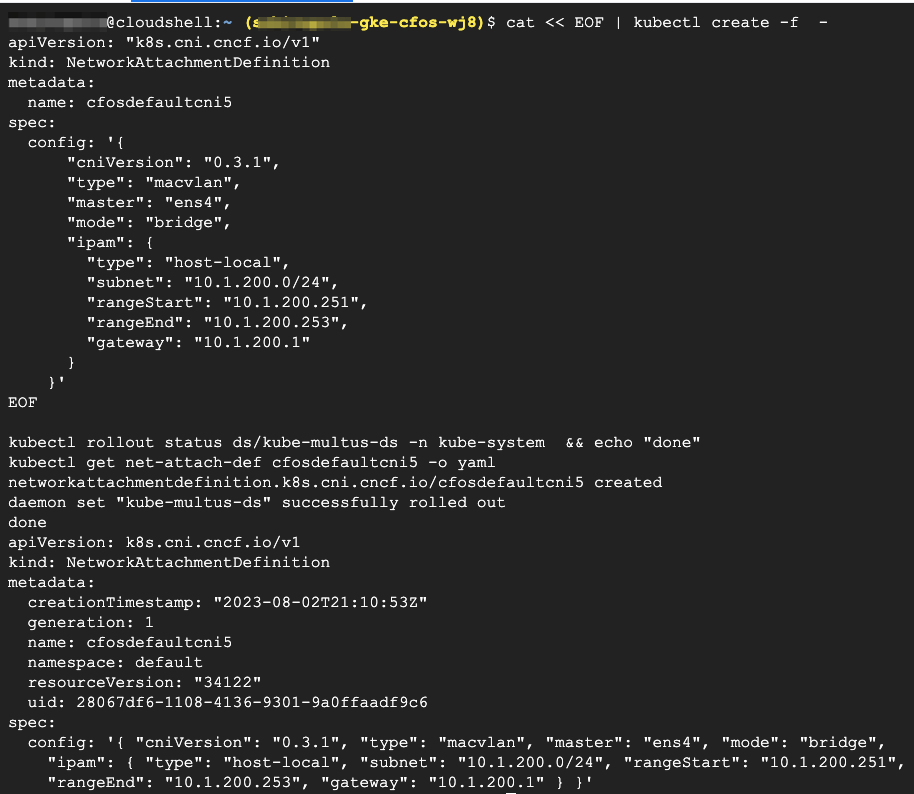 @cloudshell:~ (s-gke-cfos-wj8)$ cat << EOF | kubectl create -f  -
apiVersion: "k8s.cni.cncf.io/v1"
kind: NetworkAttachmentDefinition
metadata:
  name: cfosdefaultcni5
spec:
  config: '{
      "cniVersion": "0.3.1",
      "type": "macvlan",
      "master": "ens4",
      "mode": "bridge",
      "ipam": {
        "type": "host-local",
        "subnet": "10.1.200.0/24",
        "rangeStart": "10.1.200.251",
        "rangeEnd": "10.1.200.253",
        "gateway": "10.1.200.1"
      }
    }'
EOF

kubectl rollout status ds/kube-multus-ds -n kube-system  && echo "done"
kubectl get net-attach-def cfosdefaultcni5 -o yaml
networkattachmentdefinition.k8s.cni.cncf.io/cfosdefaultcni5 created
daemon set "kube-multus-ds" successfully rolled out
done
apiVersion: k8s.cni.cncf.io/v1
kind: NetworkAttachmentDefinition
metadata:
  creationTimestamp: "2023-08-02T21:10:53Z"
  generation: 1
  name: cfosdefaultcni5
  namespace: default
  resourceVersion: "34122"
  uid: 28067df6-1108-4136-9301-9a0ffaadf9c6
spec:
  config: '{ "cniVersion": "0.3.1", "type": "macvlan", "master": "ens4", "mode": "bridge",
    "ipam": { "type": "host-local", "subnet": "10.1.200.0/24", "rangeStart": "10.1.200.251",
    "rangeEnd": "10.1.200.253", "gateway": "10.1.200.1" } }'